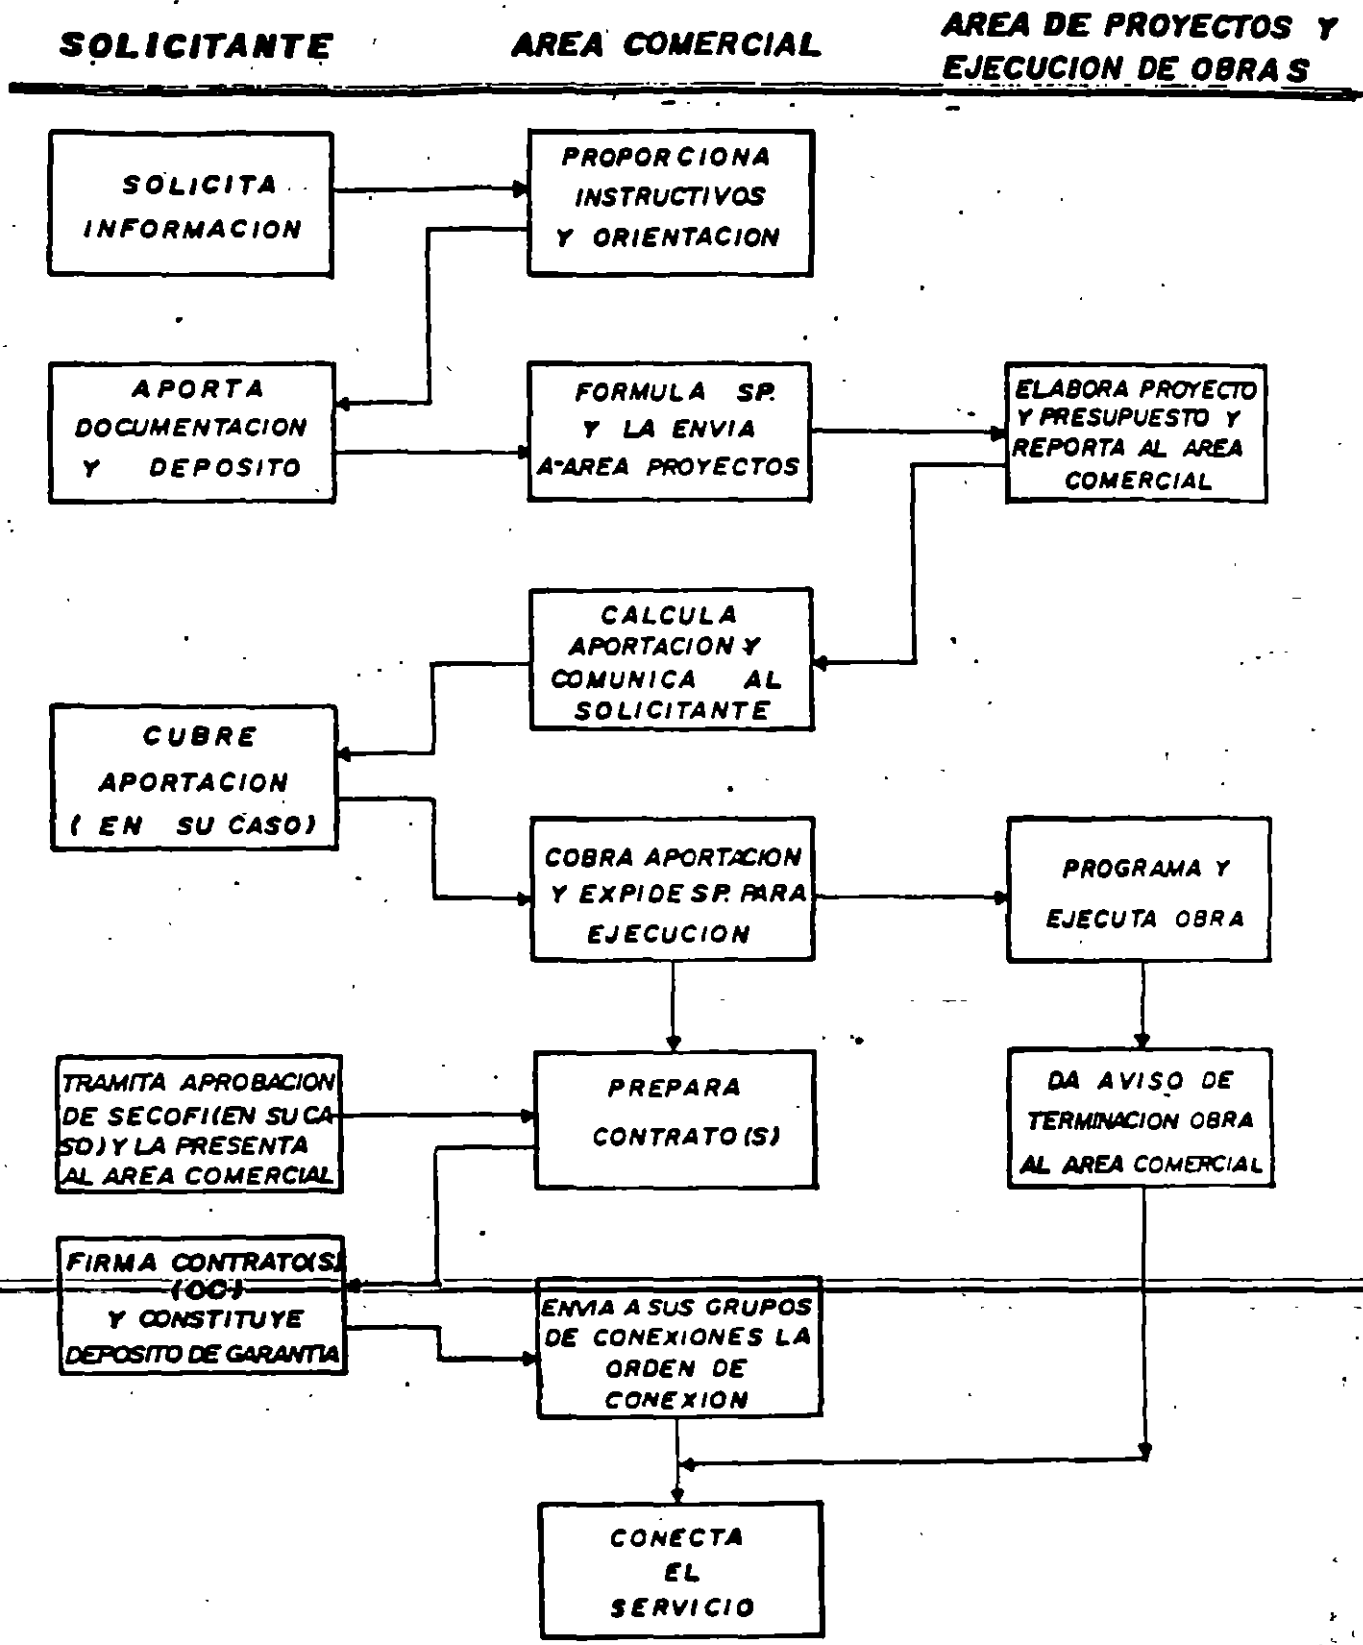 SOLICITANTE
AREA COMERCIAL
AREA DE PROYECTOS Y
EJECUCION DE OBRAS
SOLICITA
INFORMACION
PROPORCIONA
INSTRUCTIVOS
Y ORIENTACION
APORTA
DOCUMENTACION
Y DEPOSITO
FORMULA SP.
Y LA ENVIA
A AREA PROYECTOS
ELABORA PROYECTO
Y PRESUPUESTO Y
REPORTA AL AREA
COMERCIAL
CALCULA
APORTACION Y
COMUNICA AL
SOLICITANTE
CUBRE
APORTACION
(EN SU CASO)
COBRA APORTACION
Y EXPIDE SP. PARA
EJECUCION
PROGRAMA Y
EJECUTA OBRA
TRAMITA APROBACION
DE SECOFI(EN SU CA
SO) Y LA PRESENTA
AL AREA COMERCIAL
PREPARA
CONTRATO(S)
DA AVISO DE
TERMINACION OBRA
AL AREA COMERCIAL
FIRMA CONTRATO(S)
(OC)
Y CONSTITUYE
DEPOSITO DE GARANTIA
ENVIA A SUS GRUPOS
DE CONEXIONES LA
ORDEN DE
CONEXION
CONECTA
EL
SERVICIO